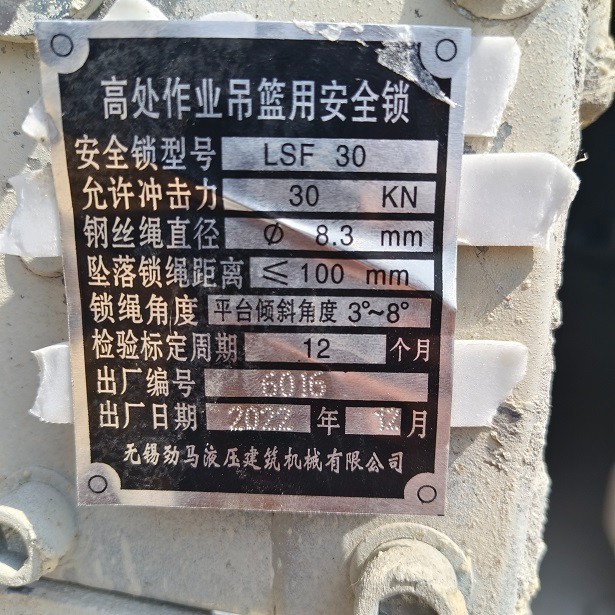 高处作业吊篮用安全锁
安全锁型号 LSF 30
允许冲击力 30 KN
钢丝绳直径 Ø 8.3 mm
坠落锁绳距离 ≤100 mm
锁绳角度 平台倾斜角度 3°~8°
检验标定周期 12 个月
出厂编号 6016
出厂日期 2022 年 12 月
无锡劲马液压建筑机械有限公司